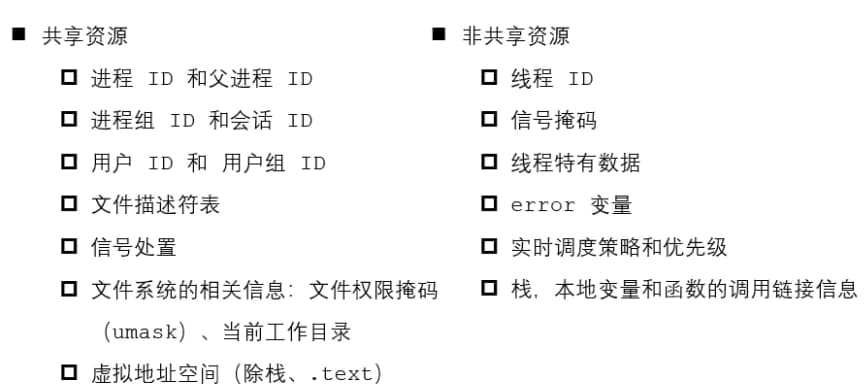 共享资源
进程 ID 和父进程 ID
进程组 ID 和会话 ID
用户 ID 和 用户组 ID
文件描述符表
信号处置
文件系统的相关信息：文件权限掩码
（umask）、当前工作目录
虚拟地址空间（除栈、.text）
非共享资源
线程 ID
信号掩码
线程特有数据
error 变量
实时调度策略和优先级
栈，本地变量和函数的调用链接信息